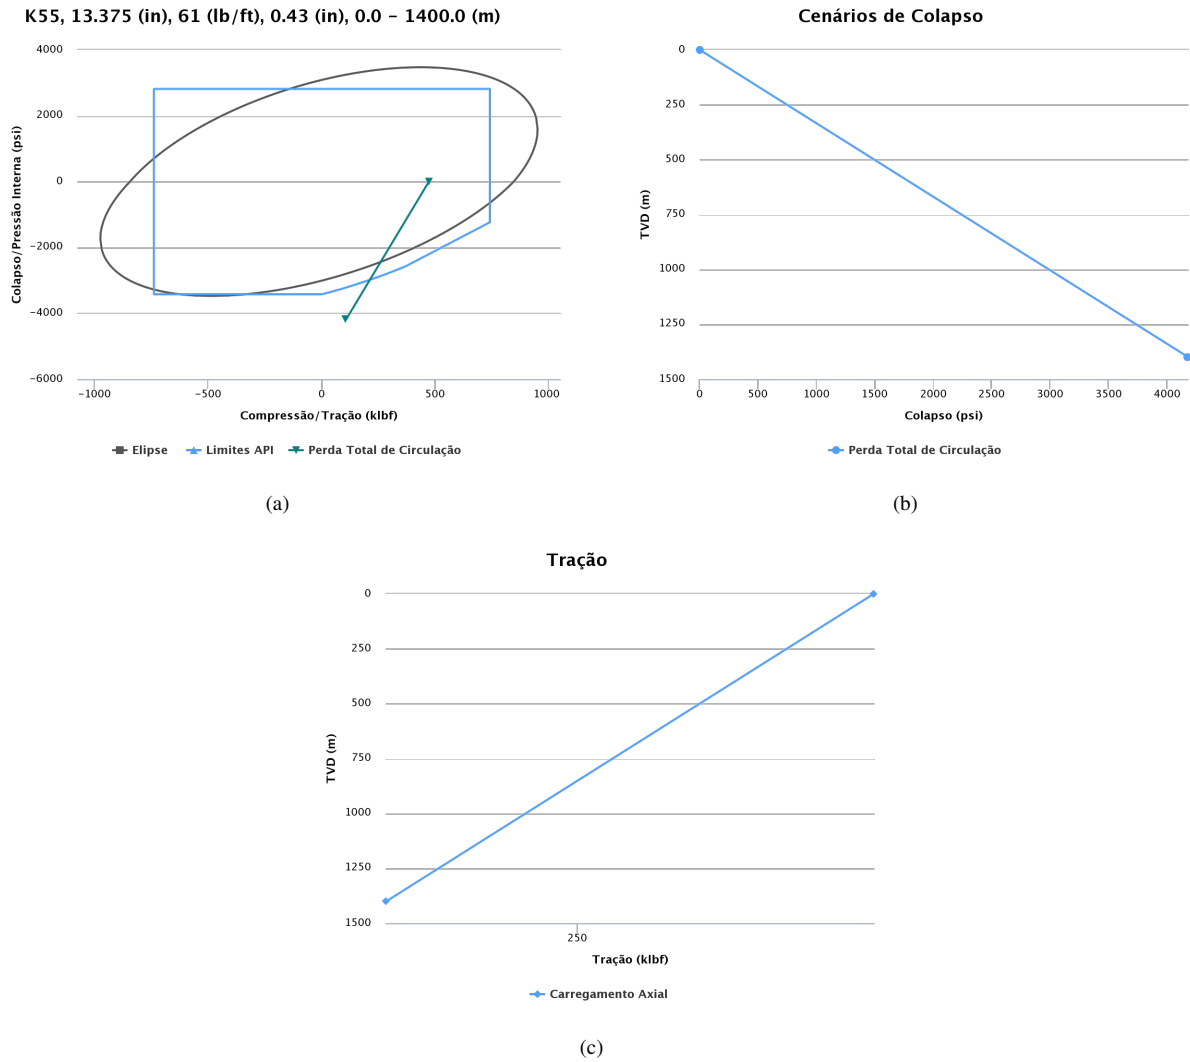 K55, 13.375 (in), 61 (lb/ft), 0.43 (in), 0.0 – 1400.0 (m)
4000
2000
0
−2000
−4000
−6000
Colapso/Pressão Interna (psi)
−1000
−500
0
500
1000
Compressão/Tração (klbf)
Elipse
Limites API
Perda Total de Circulação
(a)
Cenários de Colapso
0
250
500
750
1000
1250
1500
TVD (m)
0
500
1000
1500
2000
2500
3000
3500
4000
Colapso (psi)
Perda Total de Circulação
(b)
Tração
0
250
500
750
1000
1250
1500
TVD (m)
250
Tração (klbf)
Carregamento Axial
(c)